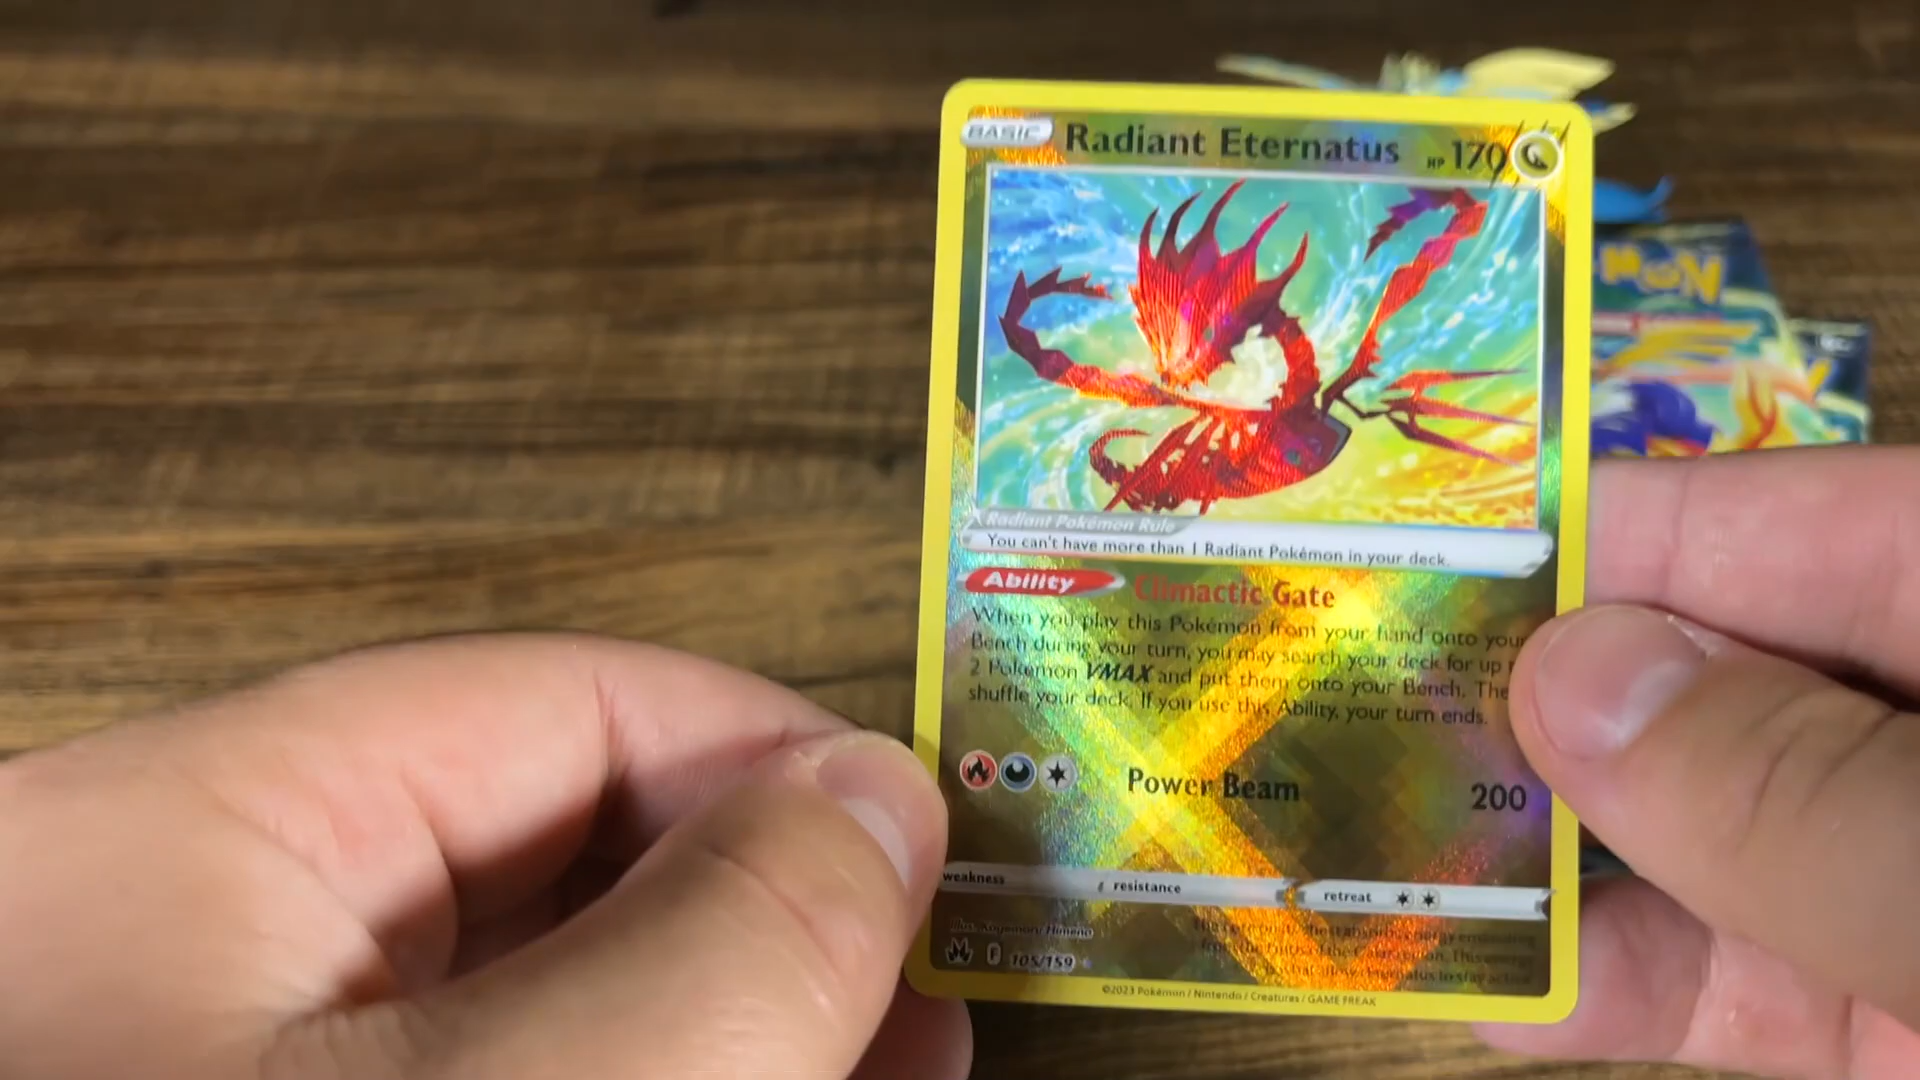 BASIC Radiant Eternatus HP 170
Radiant Pokémon Rule
You can't have more than 1 Radiant Pokémon in your deck.
Ability Climactic Gate
When you play this Pokémon from your hand onto your
Bench during your turn, you may search your deck for up
2 Pokémon VMAX and put them onto your Bench. The
shuffle your deck. If you use this Ability, your turn ends.
Power Beam 200
weakness resistance retreat
Illus. Kagemaru Himeno
F 105/159
©2023 Pokémon / Nintendo / Creatures / GAME FREAK